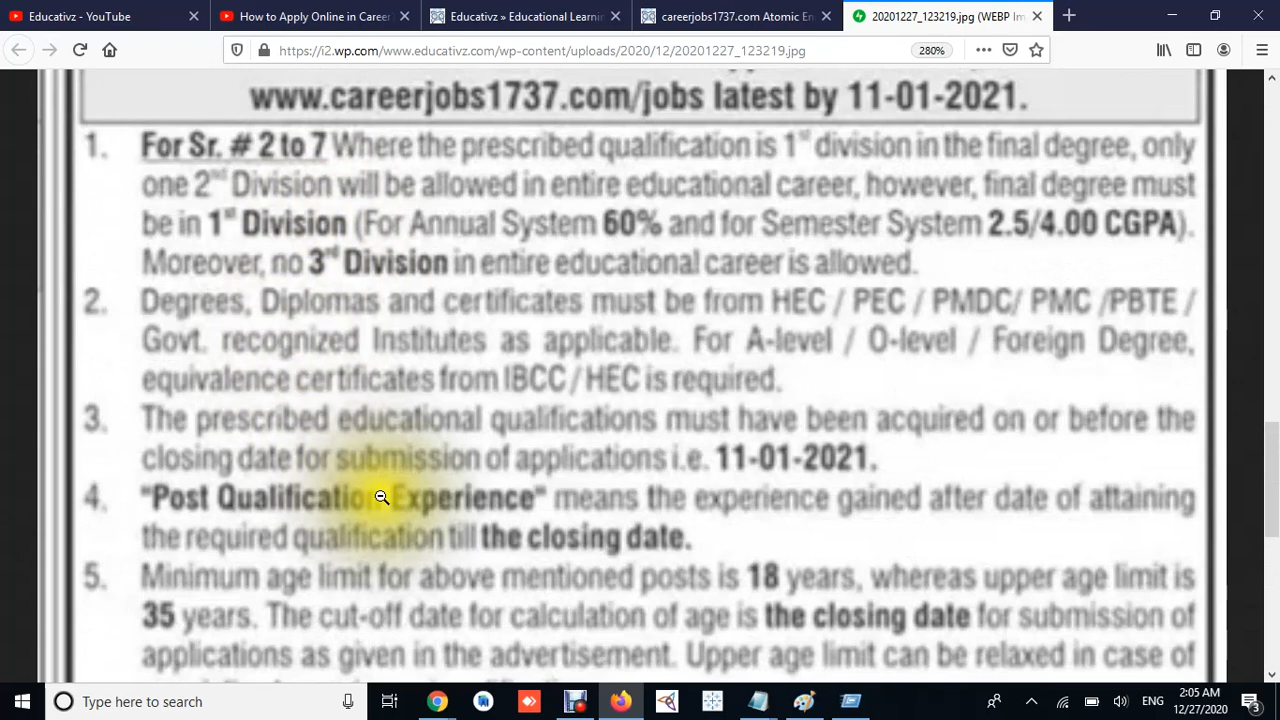 Educativz - YouTube
How to Apply Online in Career
Educativz » Educational Learni
careerjobs1737.com Atomic En
20201227_123219.jpg (WEBP Im
https://i2.wp.com/www.educativz.com/wp-content/uploads/2020/12/20201227_123219.jpg
280%
www.careerjobs1737.com/jobs latest by 11-01-2021.
1. For Sr. # 2 to 7 Where the prescribed qualification is 1st division in the final degree, only
one 2nd Division will be allowed in entire educational career, however, final degree must
be in 1st Division (For Annual System 60% and for Semester System 2.5/4.00 CGPA).
Moreover, no 3rd Division in entire educational career is allowed.
2. Degrees, Diplomas and certificates must be from HEC / PEC / PMDC/ PMC /PBTE /
Govt. recognized Institutes as applicable. For A-level / O-level / Foreign Degree,
equivalence certificates from IBCC / HEC is required.
3. The prescribed educational qualifications must have been acquired on or before the
closing date for submission of applications i.e. 11-01-2021.
4. "Post Qualification Experience" means the experience gained after date of attaining
the required qualification till the closing date.
5. Minimum age limit for above mentioned posts is 18 years, whereas upper age limit is
35 years. The cut-off date for calculation of age is the closing date for submission of
applications as given in the advertisement. Upper age limit can be relaxed in case of
Type here to search
ENG
2:05 AM
12/27/2020
3